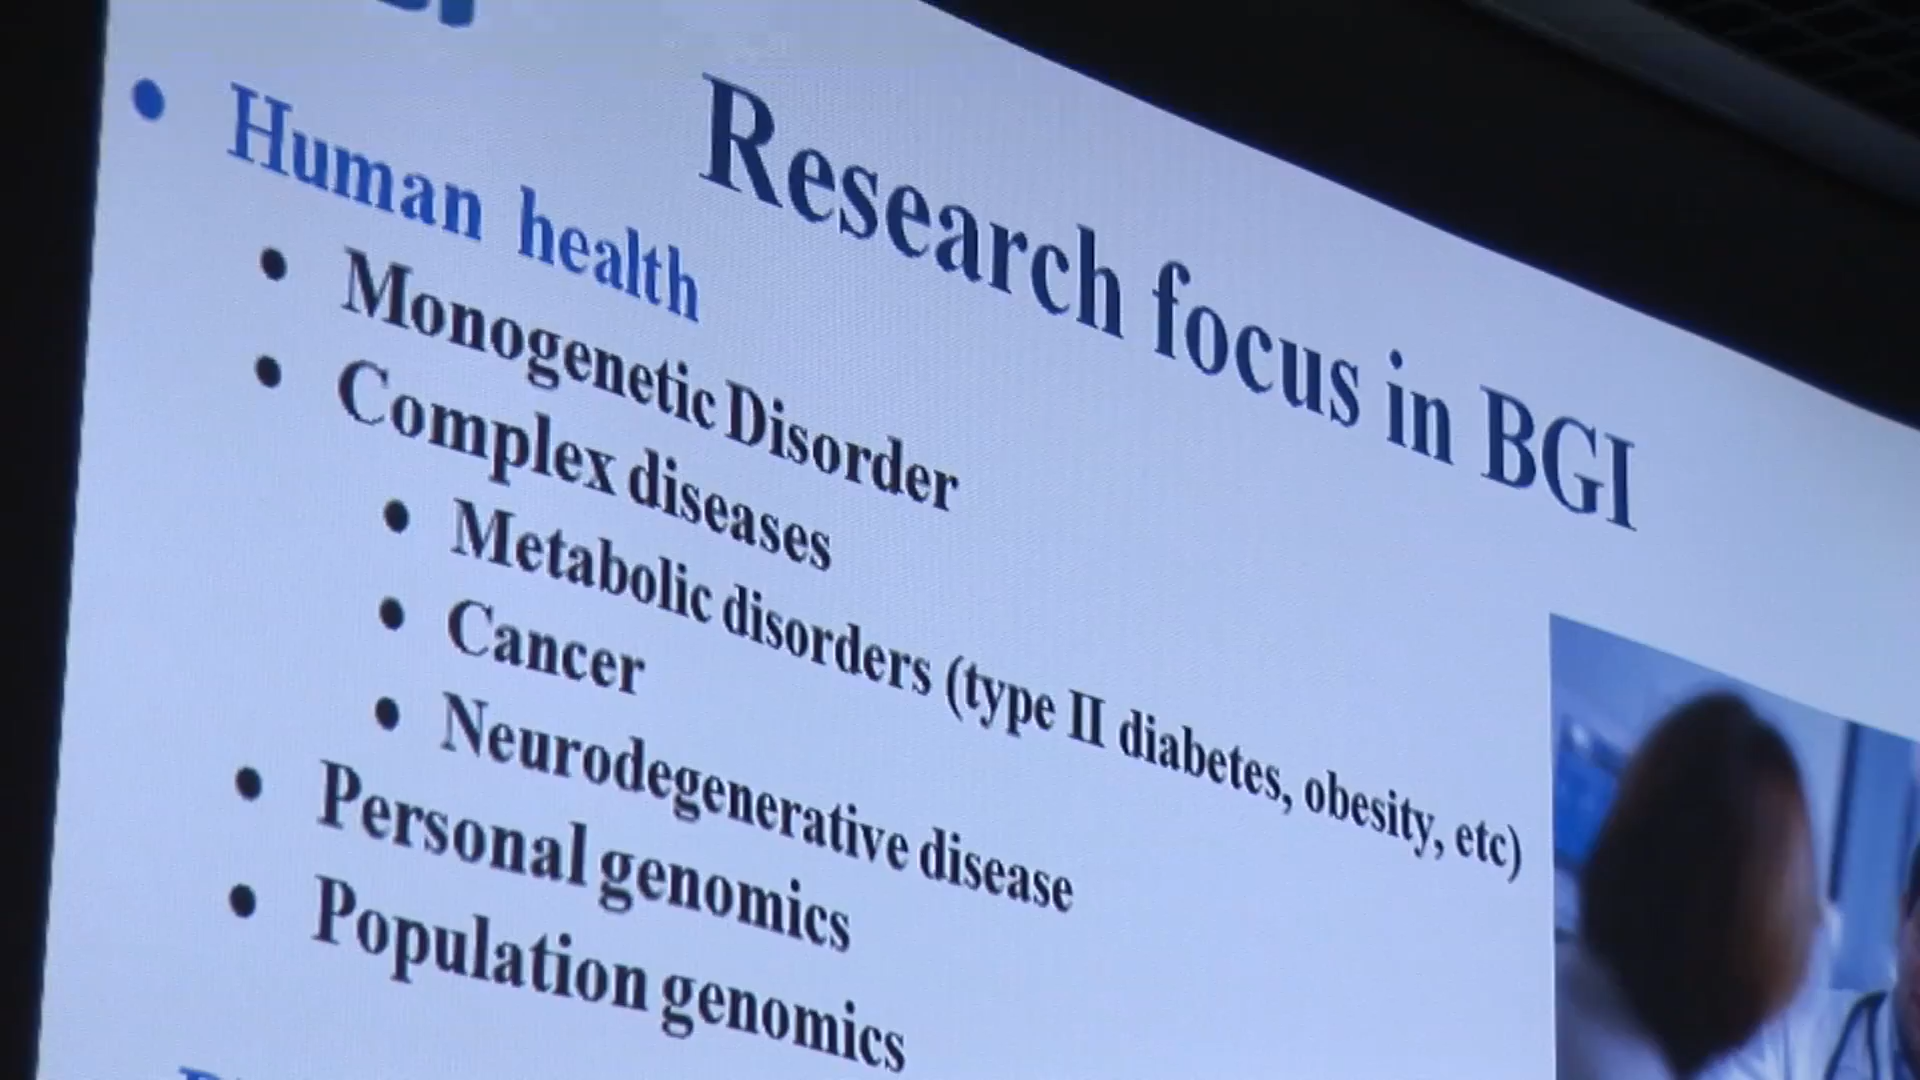 Research focus in BGI
• Human health
• Monogenetic Disorder
• Complex diseases
• Metabolic disorders (type II diabetes, obesity, etc)
• Cancer
• Neurodegenerative disease
• Personal genomics
• Population genomics